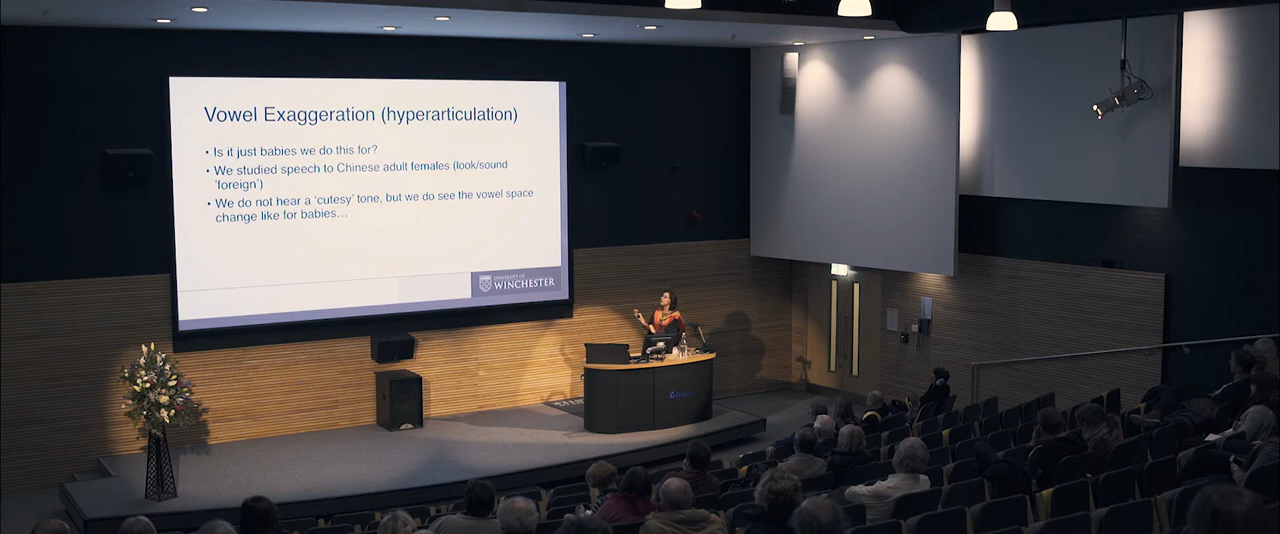 Vowel Exaggeration (hyperarticulation)
• Is it just babies we do this for?
• We studied speech to Chinese adult females (look/sound
'foreign')
• We do not hear a 'cutesy' tone, but we do see the vowel space
change like for babies…
UNIVERSITY OF
WINCHESTER